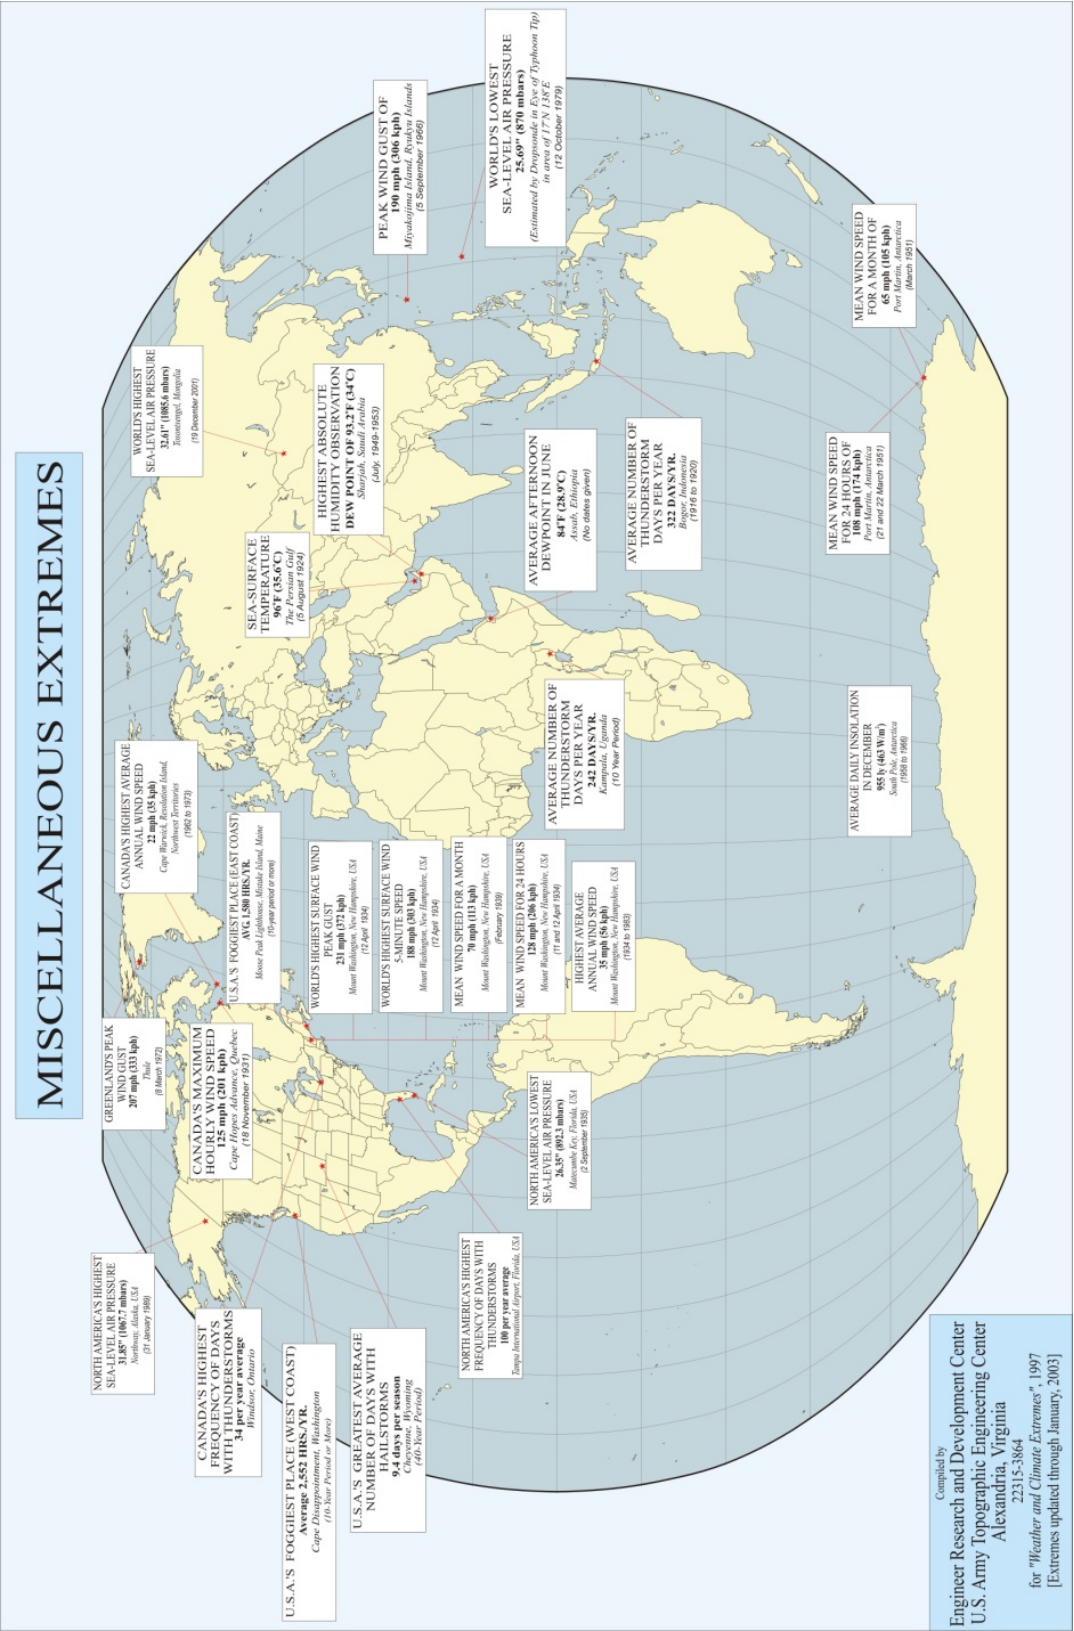 MISCELLANEOUS EXTREMES
NORTH AMERICA'S HIGHEST
SEA-LEVEL AIR PRESSURE
31.85" (1067.7 mbars)
Northway, Alaska, USA
(31 January 1989)
GREENLAND'S PEAK
WIND GUST
207 mph (333 kph)
Thule
(8 March 1972)
CANADA'S HIGHEST AVERAGE
ANNUAL WIND SPEED
22 mph (35 kph)
Cape Warwick, Resolution Island,
Northwest Territories
(1962 to 1973)
WORLD'S HIGHEST
SEA-LEVEL AIR PRESSURE
32.61" (1085.6 mbars)
Tosontsengel, Mongolia
(19 December 2001)
CANADA'S HIGHEST
FREQUENCY OF DAYS
WITH THUNDERSTORMS
34 per year average
Windsor, Ontario
CANADA'S MAXIMUM
HOURLY WIND SPEED
125 mph (201 kph)
Cape Hopes Advance, Quebec
(18 November 1931)
U.S.A.'S FOGGIEST PLACE (EAST COAST)
AVG 1,580 HRS./YR.
Moose Peak Lighthouse, Mistake Island, Maine
(10-year period or more)
SEA-SURFACE
TEMPERATURE
96°F (35.6°C)
The Persian Gulf
(5 August 1924)
HIGHEST ABSOLUTE
HUMIDITY OBSERVATION
DEW POINT OF 93.2°F (34°C)
Sharjah, Saudi Arabia
(July, 1949-1953)
PEAK WIND GUST OF
190 mph (306 kph)
Miyakojima Island, Ryukyu Islands
(5 September 1966)
U.S.A.'S FOGGIEST PLACE (WEST COAST)
Average 2,552 HRS./YR.
Cape Disappointment, Washington
(10-Year Period or More)
WORLD'S HIGHEST SURFACE WIND
PEAK GUST
231 mph (372 kph)
Mount Washington, New Hampshire, USA
(12 April 1934)
U.S.A.'S GREATEST AVERAGE
NUMBER OF DAYS WITH
HAILSTORMS
9.4 days per season
Cheyenne, Wyoming
(40-Year Period)
WORLD'S HIGHEST SURFACE WIND
5-MINUTE SPEED
188 mph (303 kph)
Mount Washington, New Hampshire, USA
(12 April 1934)
MEAN WIND SPEED FOR A MONTH
70 mph (113 kph)
Mount Washington, New Hampshire, USA
(February 1939)
MEAN WIND SPEED FOR 24 HOURS
128 mph (206 kph)
Mount Washington, New Hampshire, USA
(11 and 12 April 1934)
HIGHEST AVERAGE
ANNUAL WIND SPEED
35 mph (56 kph)
Mount Washington, New Hampshire, USA
(1934 to 1983)
WORLD'S LOWEST
SEA-LEVEL AIR PRESSURE
25.69" (870 mbars)
(Estimated by Dropsonde in Eye of Typhoon Tip)
in area of 17°N 138°E
(12 October 1979)
NORTH AMERICA'S HIGHEST
FREQUENCY OF DAYS WITH
THUNDERSTORMS
100 per year average
Tampa International Airport, Florida, USA
NORTH AMERICA'S LOWEST
SEA-LEVEL AIR PRESSURE
26.35" (892.3 mbars)
Matecumbe Key, Florida, USA
(2 September 1935)
AVERAGE AFTERNOON
DEWPOINT IN JUNE
84°F (28.9°C)
Assab, Ethiopia
(No dates given)
AVERAGE NUMBER OF
THUNDERSTORM
DAYS PER YEAR
242 DAYS/YR.
Kampala, Uganda
(10 Year Period)
AVERAGE NUMBER OF
THUNDERSTORM
DAYS PER YEAR
322 DAYS/YR.
Bogor, Indonesia
(1916 to 1920)
AVERAGE DAILY INSOLATION
IN DECEMBER
955 ly (463 W/m²)
South Pole, Antarctica
(1958 to 1966)
MEAN WIND SPEED
FOR 24 HOURS OF
108 mph (174 kph)
Port Martin, Antarctica
(21 and 22 March 1951)
MEAN WIND SPEED
FOR A MONTH OF
65 mph (105 kph)
Port Martin, Antarctica
(March 1951)
Compiled by
Engineer Research and Development Center
U.S. Army Topographic Engineering Center
Alexandria, Virginia
22315-3864
for "Weather and Climate Extremes", 1997
[Extremes updated through January, 2003]